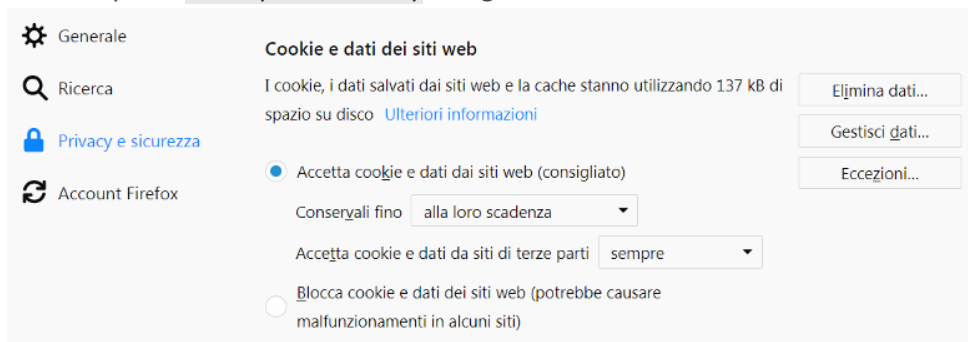 Generale
Ricerca
Privacy e sicurezza
Account Firefox
Cookie e dati dei siti web
I cookie, i dati salvati dai siti web e la cache stanno utilizzando 137 kB di
spazio su disco Ulteriori informazioni
Elimina dati...
Gestisci dati...
Eccezioni...
Accetta cookie e dati dai siti web (consigliato)
Conservali fino alla loro scadenza
Accetta cookie e dati da siti di terze parti sempre
Blocca cookie e dati dei siti web (potrebbe causare
malfunzionamenti in alcuni siti)